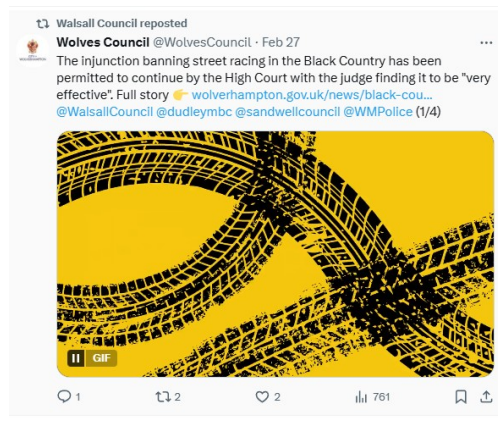 Walsall Council reposted
Wolves Council @WolvesCouncil · Feb 27
The injunction banning street racing in the Black Country has been
permitted to continue by the High Court with the judge finding it to be "very
effective". Full story 👉 wolverhampton.gov.uk/news/black-cou...
@WalsallCouncil @dudleymbc @sandwellcouncil @WMPolice (1/4)
GIF
1 2 2 761